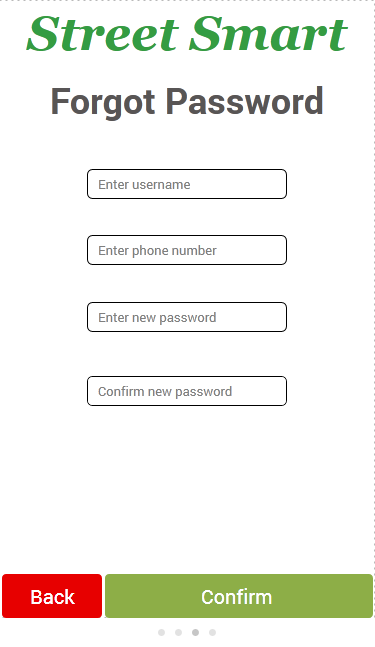 Street Smart
Forgot Password
Enter username
Enter phone number
Enter new password
Confirm new password
Back Confirm